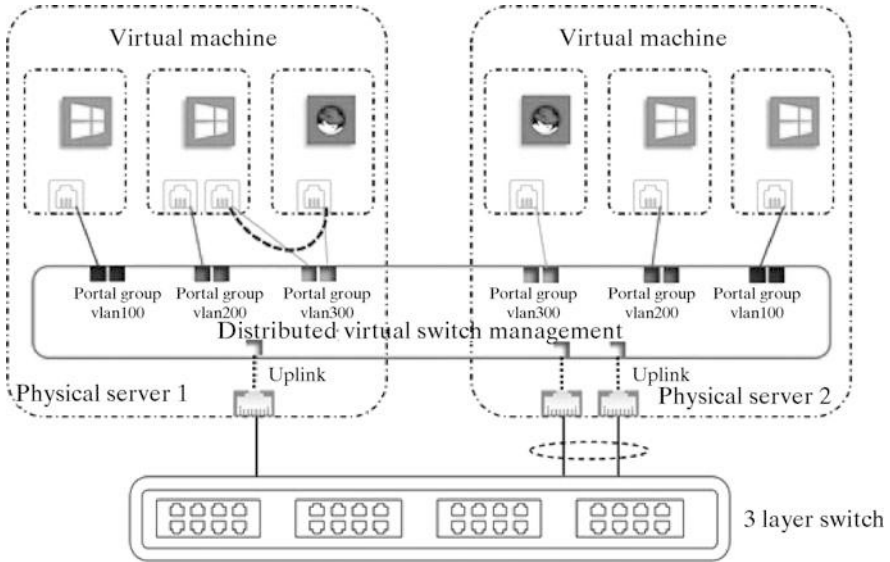 Virtual machine
Virtual machine
Portal group
vlan100
Portal group
vlan200
Portal group
vlan300
Portal group
vlan300
Portal group
vlan200
Portal group
vlan100
Distributed virtual switch management
Uplink
Uplink
Physical server 1
Physical server 2
3 layer switch